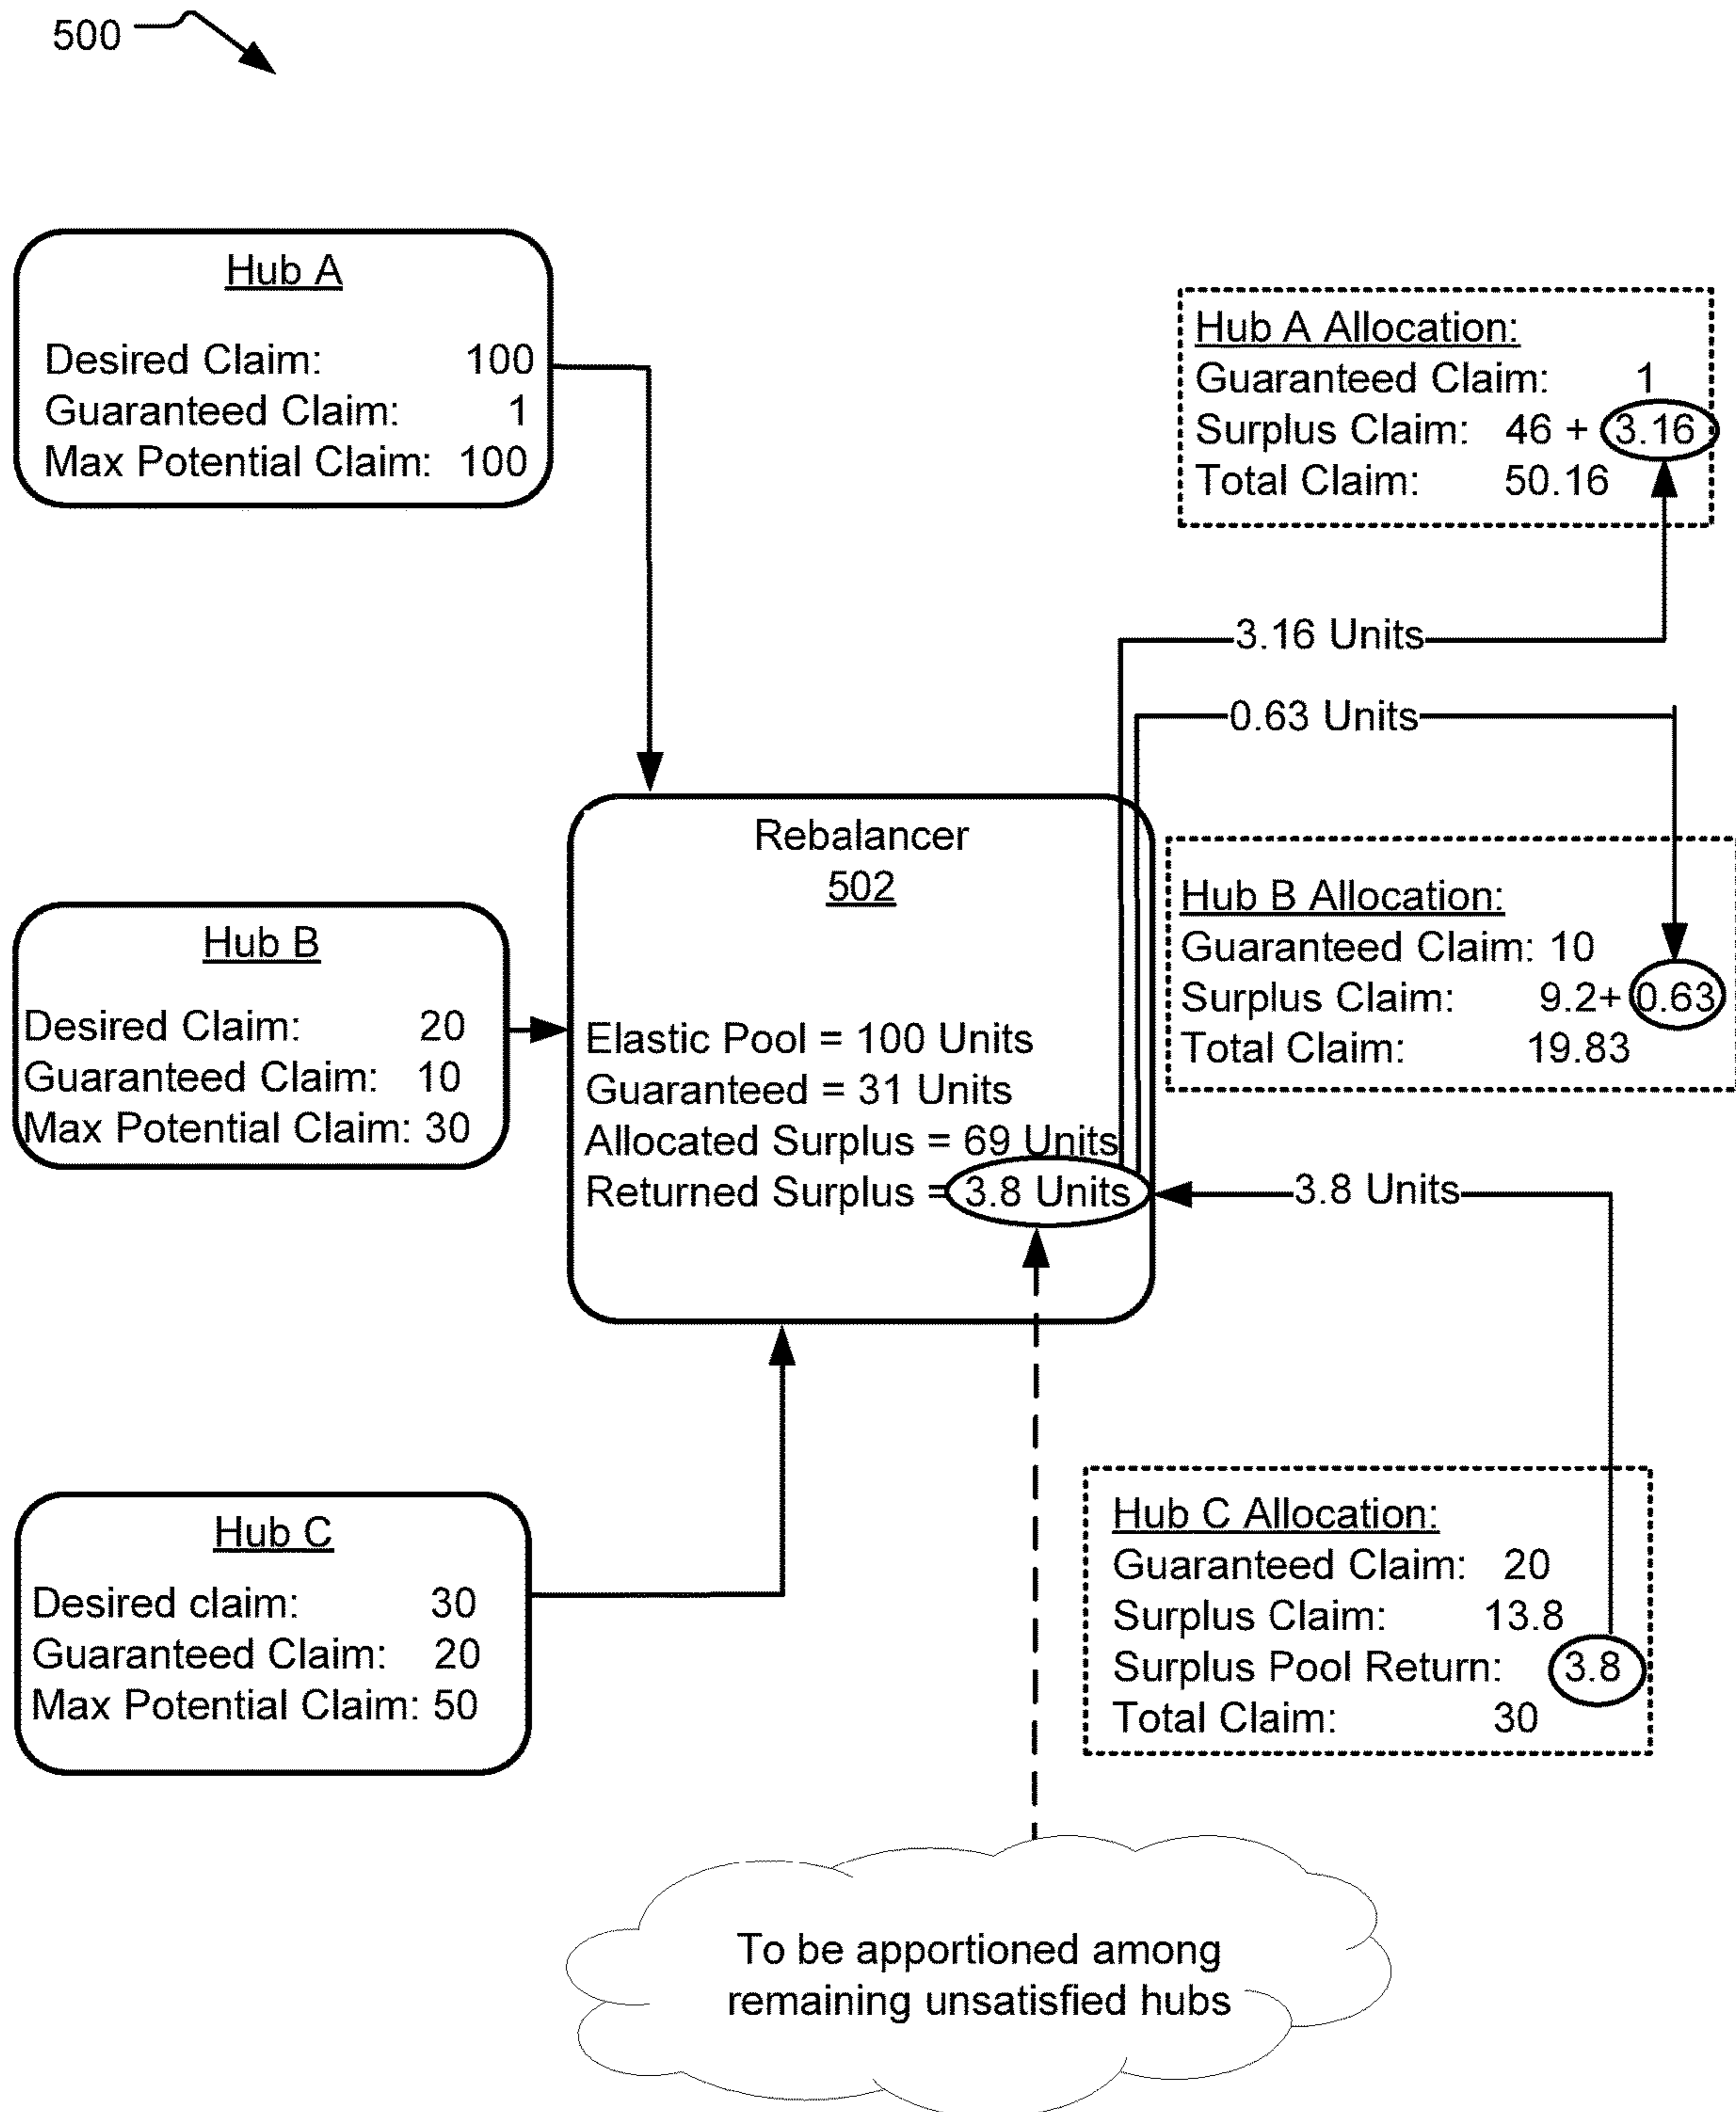 500
Hub A
Desired Claim: 100
Guaranteed Claim: 1
Max Potential Claim: 100
Hub A Allocation:
Guaranteed Claim: 1
Surplus Claim: 46 + 3.16
Total Claim: 50.16
3.16 Units
0.63 Units
Rebalancer
502
Elastic Pool = 100 Units
Guaranteed = 31 Units
Allocated Surplus = 69 Units
Returned Surplus = 3.8 Units
Hub B
Desired Claim: 20
Guaranteed Claim: 10
Max Potential Claim: 30
Hub B Allocation:
Guaranteed Claim: 10
Surplus Claim: 9.2+ 0.63
Total Claim: 19.83
3.8 Units
Hub C
Desired claim: 30
Guaranteed Claim: 20
Max Potential Claim: 50
Hub C Allocation:
Guaranteed Claim: 20
Surplus Claim: 13.8
Surplus Pool Return: 3.8
Total Claim: 30
To be apportioned among
remaining unsatisfied hubs